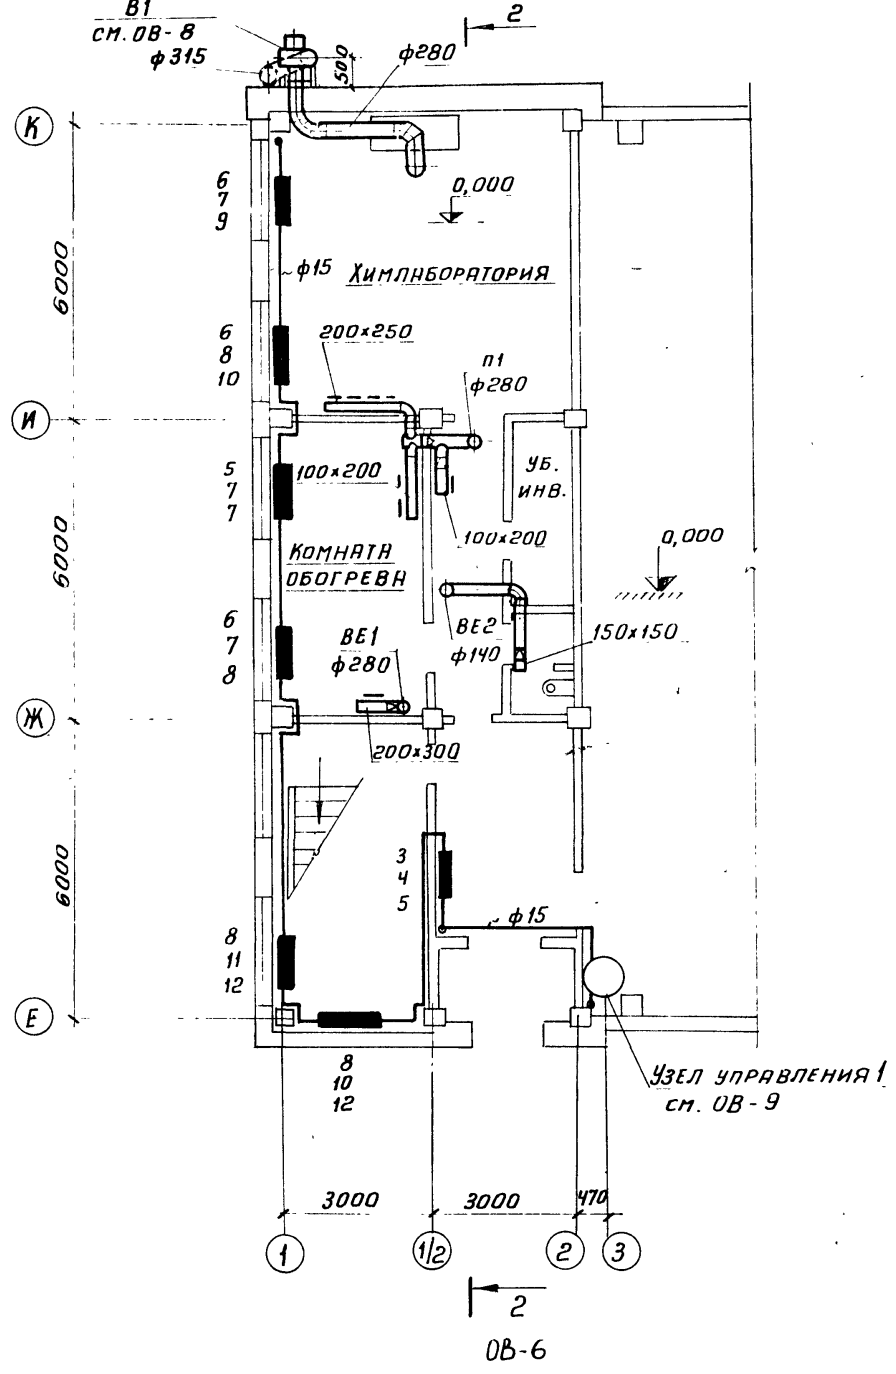 В1
см. ОВ-8
ф315
500
ф280
2
К
0,000
6
7
9
ф15
Химлаборатория
6000
6
8
10
200×250
П1
ф280
И
5
7
7
100×200
Уб.
инв.
100×200
0,000
Комната
обогрева
6000
6
7
8
ВЕ1
ф280
ВЕ2
ф140
150×150
Ж
200×300
6000
3
4
5
ф15
8
11
12
Е
8
10
12
Узел управления 1
см. ОВ-9
3000
3000
470
1
1/2
2
3
2
ОВ-6